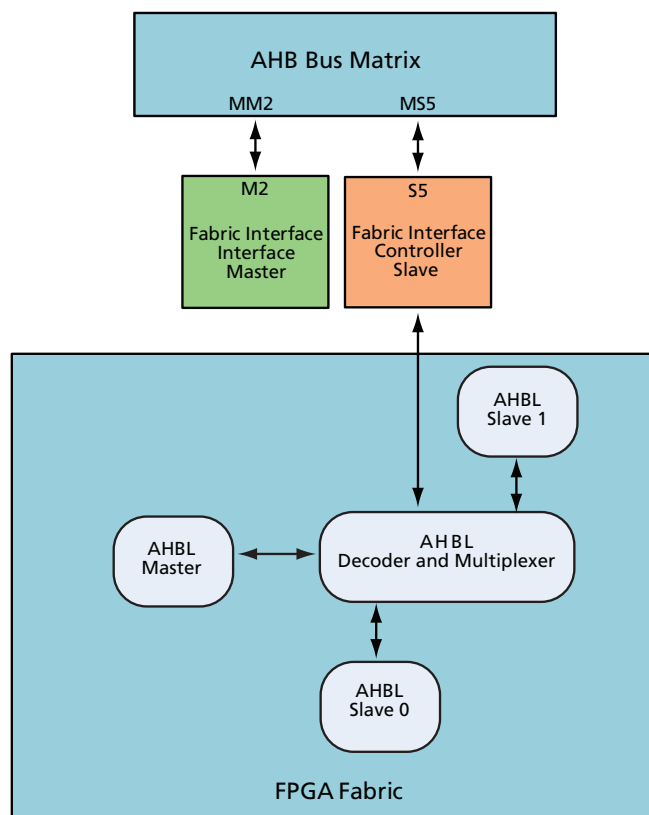 AHB Bus Matrix
MM2
MS5
M2
Fabric Interface
Interface
Master
S5
Fabric Interface
Controller
Slave
AHBL
Slave 1
AHBL
Decoder and Multiplexer
AHBL
Master
AHBL
Slave 0
FPGA Fabric